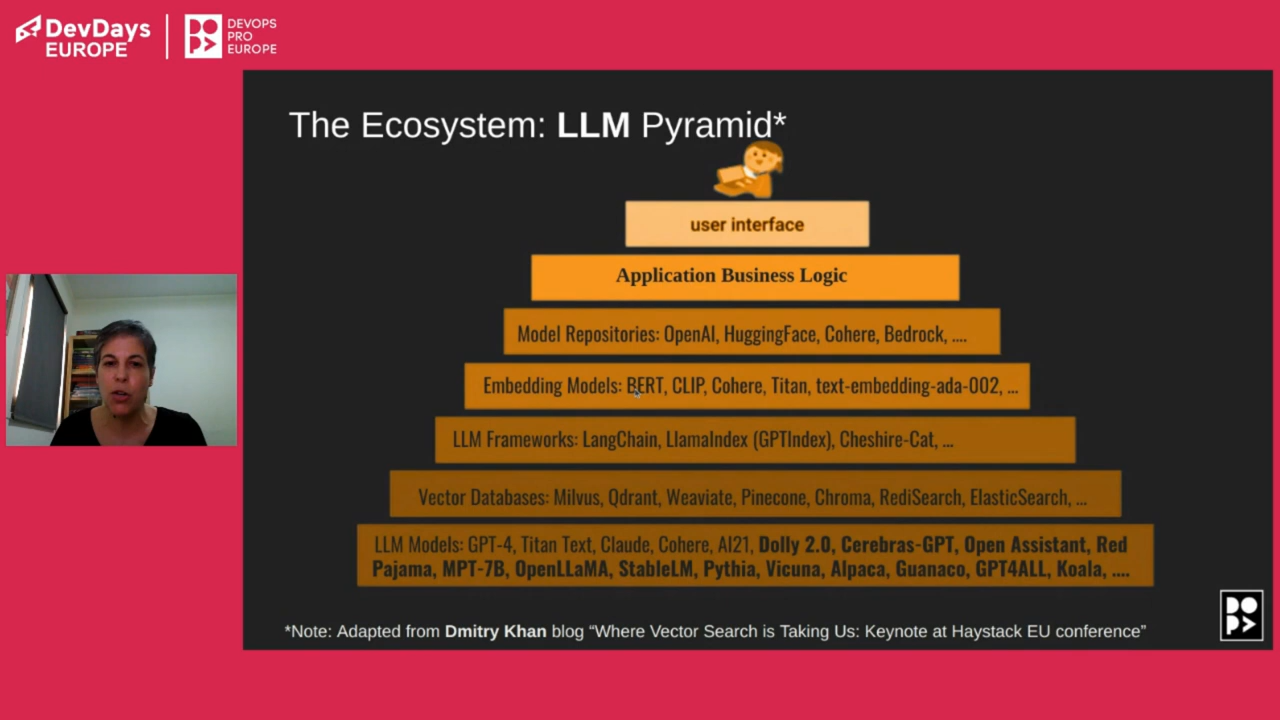 DevDays
EUROPE
DEVOPS
PRO
EUROPE
The Ecosystem: LLM Pyramid*
user interface
Application Business Logic
Model Repositories: OpenAI, HuggingFace, Cohere, Bedrock, ....
Embedding Models: BERT, CLIP, Cohere, Titan, text-embedding-ada-002, ...
LLM Frameworks: LangChain, LlamaIndex (GPTIndex), Cheshire-Cat, ...
Vector Databases: Milvus, Qdrant, Weaviate, Pinecone, Chroma, RediSearch, ElasticSearch, ...
LLM Models: GPT-4, Titan Text, Claude, Cohere, AI21, Dolly 2.0, Cerebras-GPT, Open Assistant, Red
Pajama, MPT-7B, OpenLLaMA, StableLM, Pythia, Vicuna, Alpaca, Guanaco, GPT4ALL, Koala, ....
*Note: Adapted from Dmitry Khan blog “Where Vector Search is Taking Us: Keynote at Haystack EU conference”